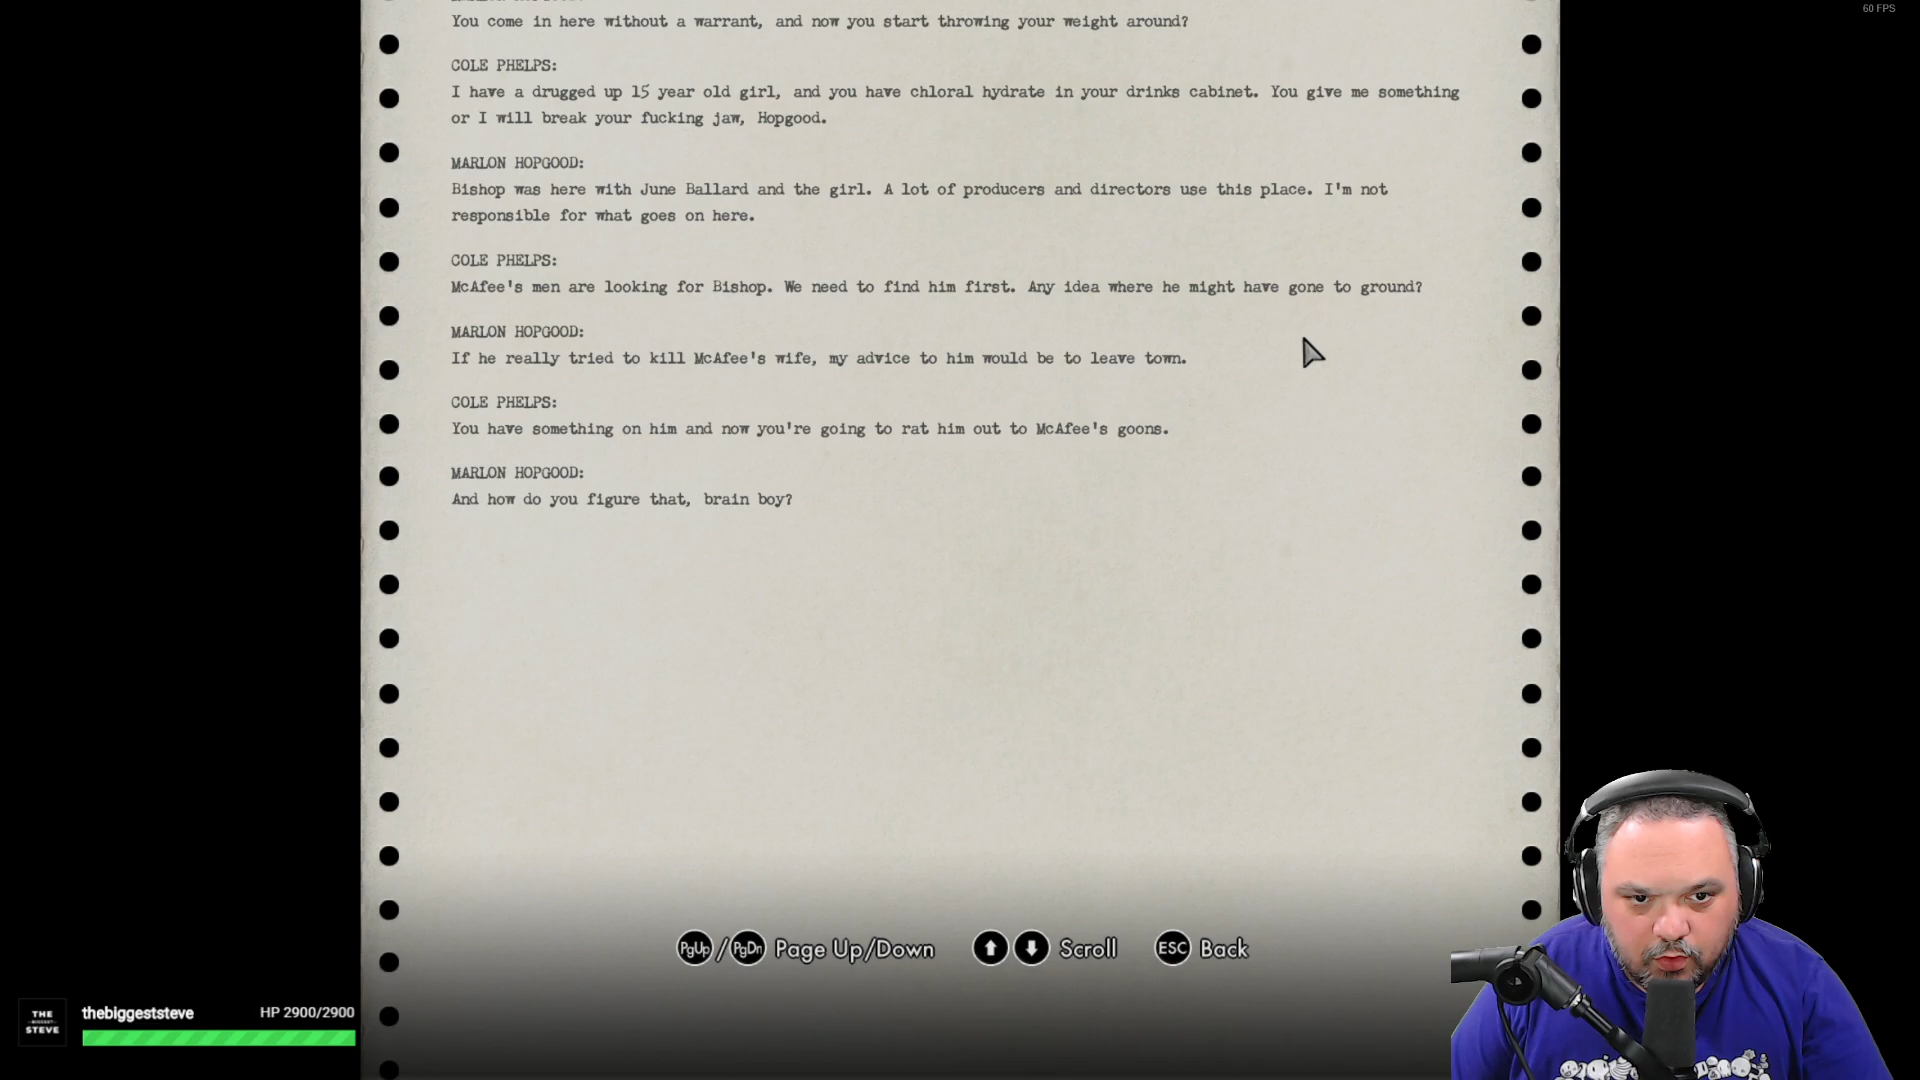 60 FPS
You come in here without a warrant, and now you start throwing your weight around?
COLE PHELPS:
I have a drugged up 15 year old girl, and you have chloral hydrate in your drinks cabinet. You give me something
or I will break your fucking jaw, Hopgood.
MARLON HOPGOOD:
Bishop was here with June Ballard and the girl. A lot of producers and directors use this place. I'm not
responsible for what goes on here.
COLE PHELPS:
McAfee's men are looking for Bishop. We need to find him first. Any idea where he might have gone to ground?
MARLON HOPGOOD:
If he really tried to kill McAfee's wife, my advice to him would be to leave town.
COLE PHELPS:
You have something on him and now you're going to rat him out to McAfee's goons.
MARLON HOPGOOD:
And how do you figure that, brain boy?
PgUp/PgDn Page Up/Down Scroll ESC Back
THE
STEVE
thebiggeststeve HP 2900/2900